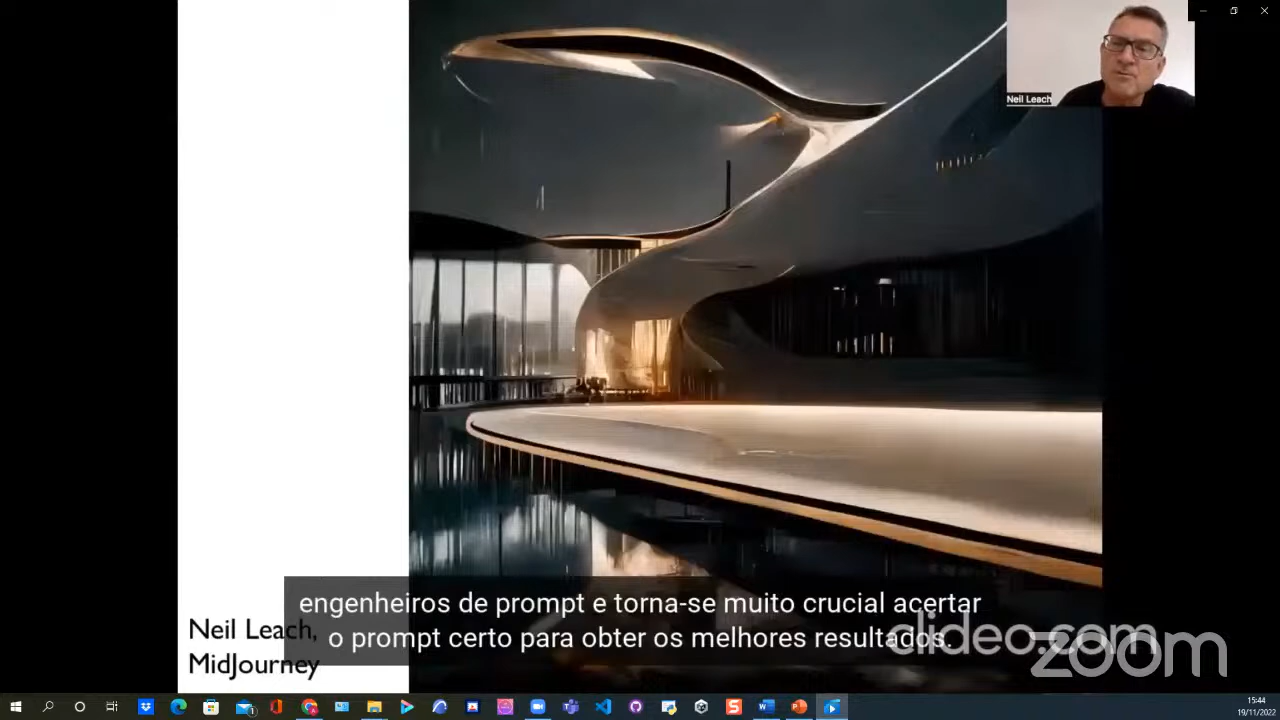 Neil Leach
engenheiros de prompt e torna-se muito crucial acertar
o prompt certo para obter os melhores resultados.
Neil Leach,
MidJourney
clideo.com
zoom
15:44
19/11/2022